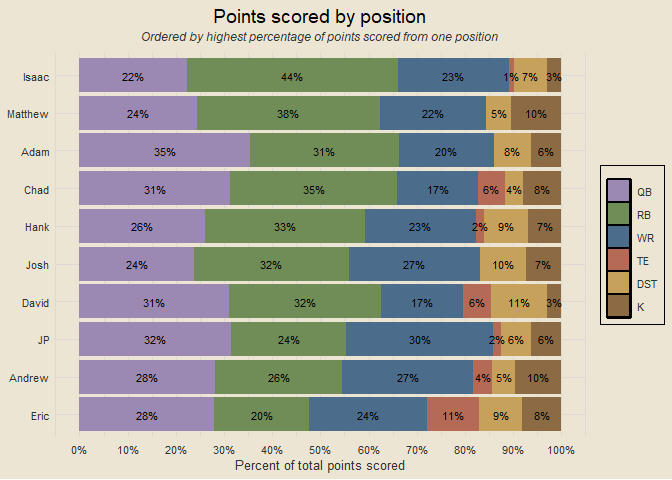 Points scored by position
Ordered by highest percentage of points scored from one position
Isaac 22% 44% 23% 1% 7% 3%
Matthew 24% 38% 22% 5% 10%
Adam 35% 31% 20% 8% 6%
Chad 31% 35% 17% 6% 4% 8%
Hank 26% 33% 23% 2% 9% 7%
Josh 24% 32% 27% 10% 7%
David 31% 32% 17% 6% 11% 3%
JP 32% 24% 30% 2% 6% 6%
Andrew 28% 26% 27% 4% 5% 10%
Eric 28% 20% 24% 11% 9% 8%
0% 10% 20% 30% 40% 50% 60% 70% 80% 90% 100%
Percent of total points scored
QB
RB
WR
TE
DST
K